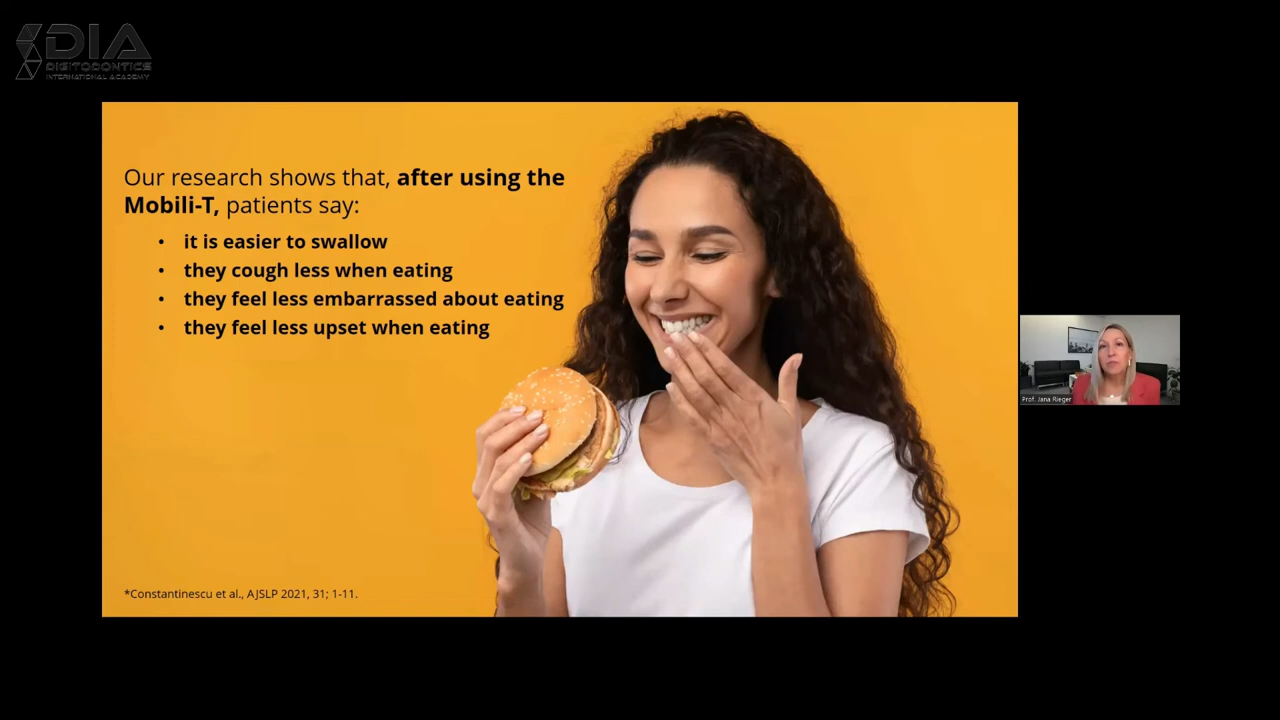 DIA
DIGITODONTICS
INTERNATIONAL ACADEMY
Our research shows that, after using the
Mobili-T, patients say:
• it is easier to swallow
• they cough less when eating
• they feel less embarrassed about eating
• they feel less upset when eating
Prof. Jana Rieger
*Constantinescu et al., AJSLP 2021, 31; 1-11.